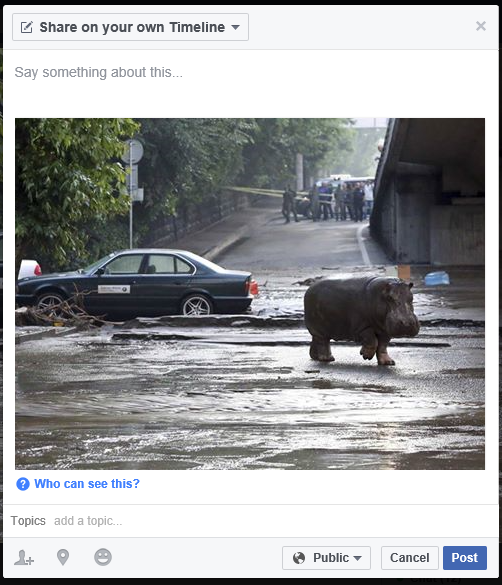 Share on your own Timeline
Say something about this...
Who can see this?
Topics add a topic...
Public Cancel Post